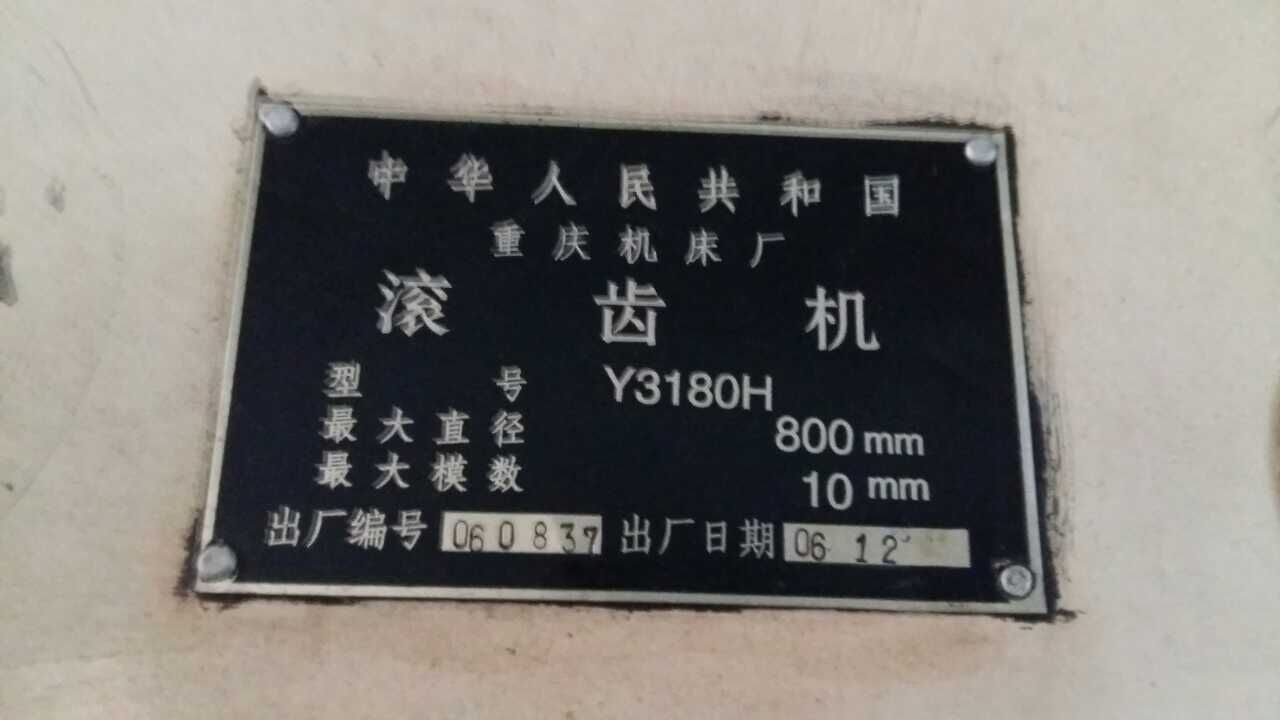 中华人民共和国
重庆机床厂
滚齿机
型号 Y3180H
最大直径 800 mm
最大模数 10 mm
出厂编号 060837 出厂日期 06 12